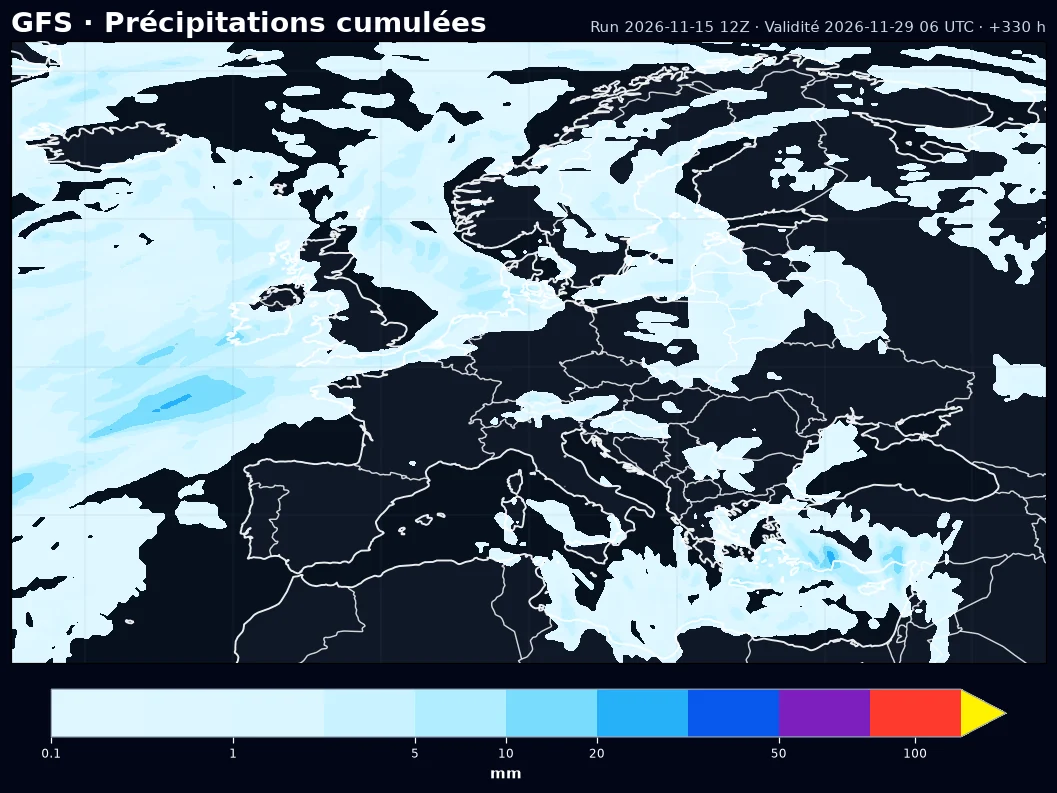 GFS · Précipitations cumulées
Run 2026-11-15 12Z · Validité 2026-11-29 06 UTC · +330 h
0.1 1 5 10 20 50 100
mm